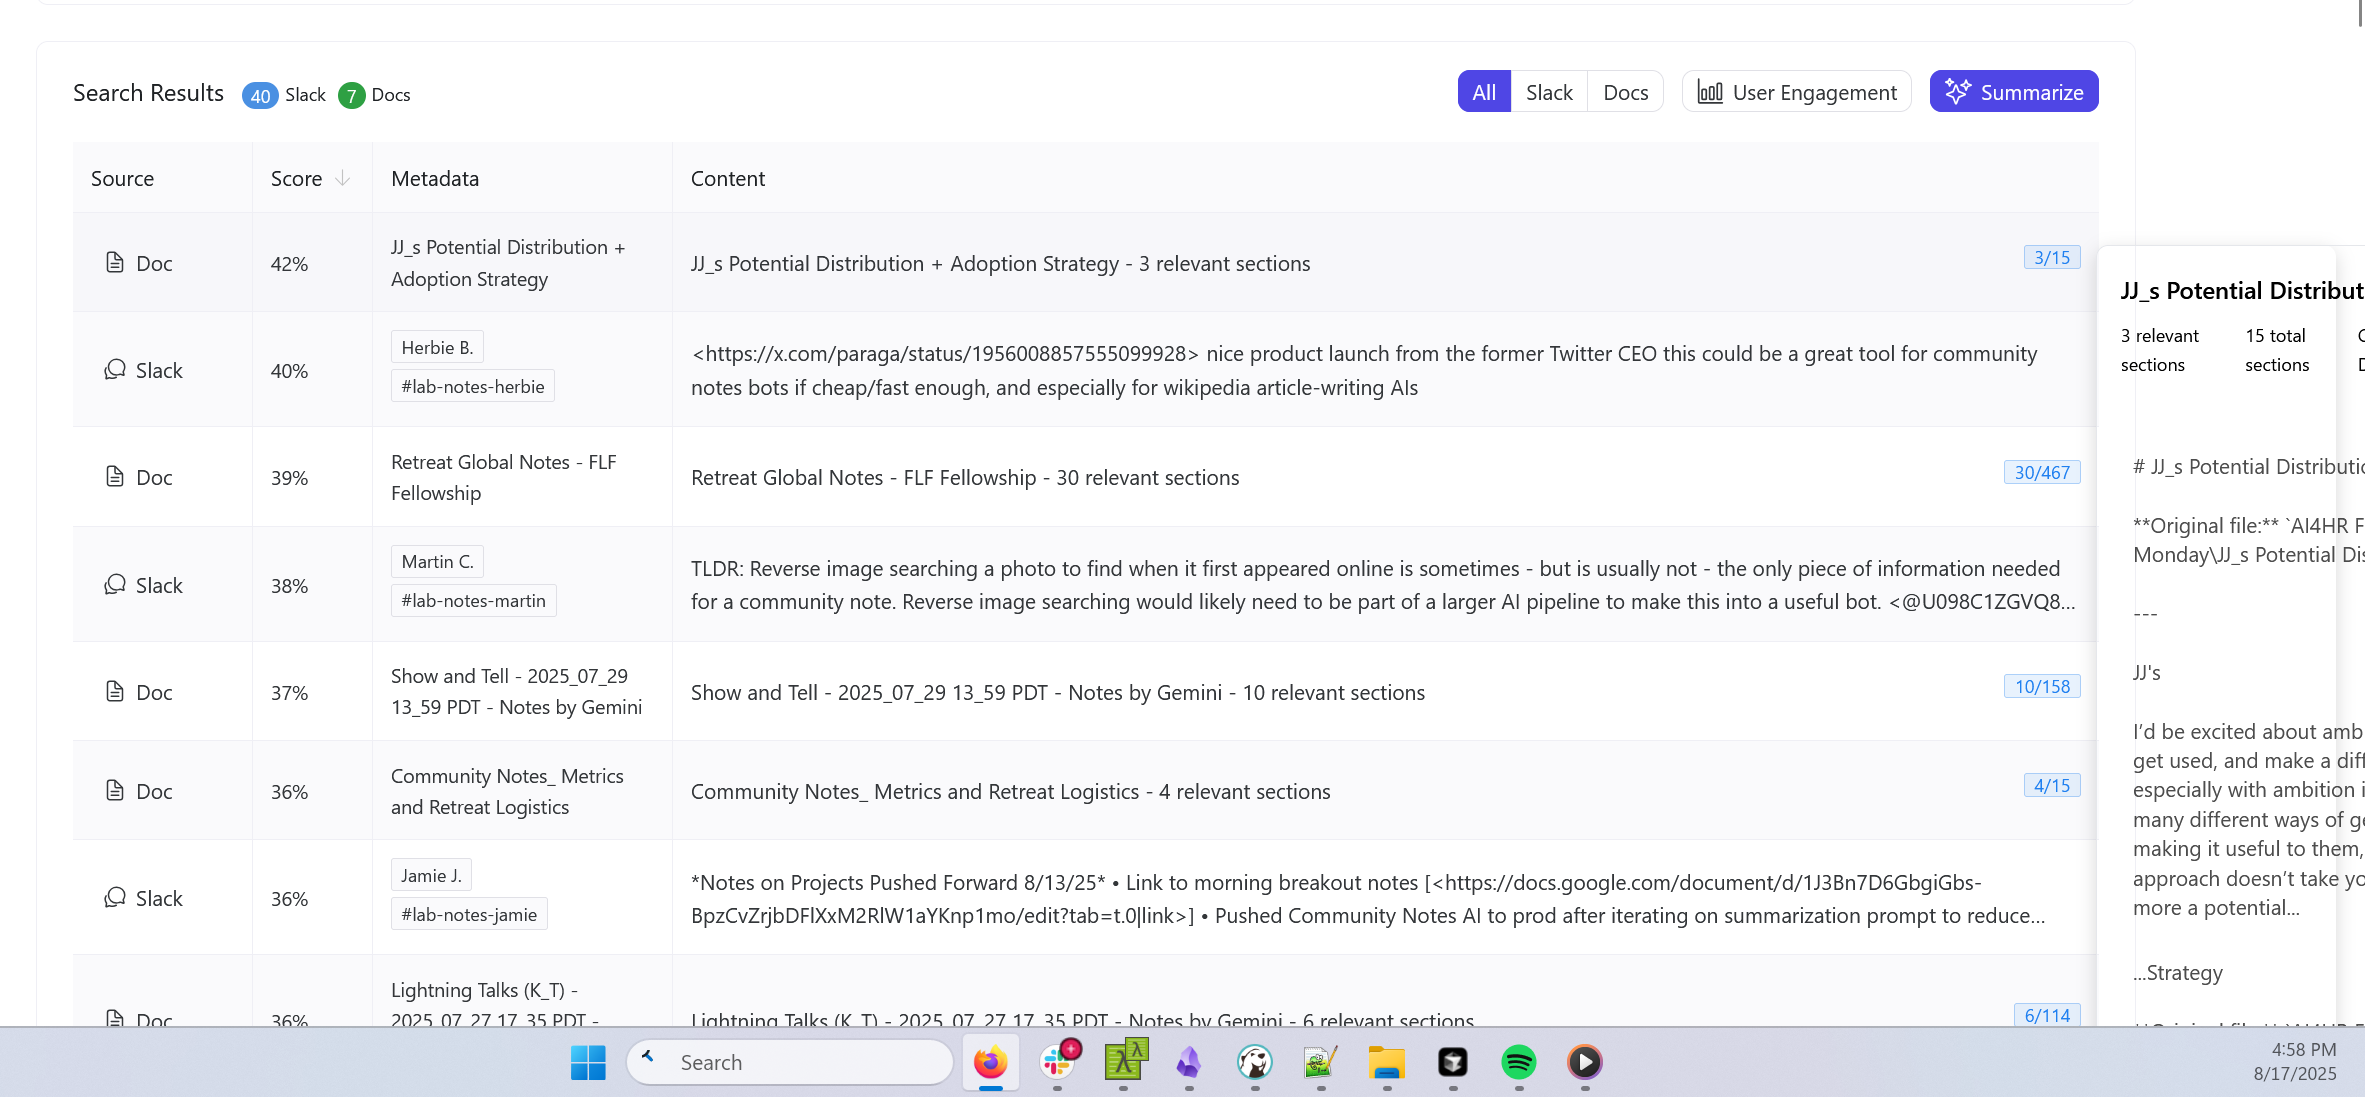 Search Results 40 Slack 7 Docs
All Slack Docs User Engagement Summarize
Source Score Metadata Content
Doc 42% JJ_s Potential Distribution +
Adoption Strategy
JJ_s Potential Distribution + Adoption Strategy - 3 relevant sections 3/15
Slack 40% Herbie B.
#lab-notes-herbie
<https://x.com/paraga/status/1956008857555099928> nice product launch from the former Twitter CEO this could be a great tool for community
notes bots if cheap/fast enough, and especially for wikipedia article-writing AIs
Doc 39% Retreat Global Notes - FLF
Fellowship
Retreat Global Notes - FLF Fellowship - 30 relevant sections 30/467
Slack 38% Martin C.
#lab-notes-martin
TLDR: Reverse image searching a photo to find when it first appeared online is sometimes - but is usually not - the only piece of information needed
for a community note. Reverse image searching would likely need to be part of a larger AI pipeline to make this into a useful bot. <@U098C1ZGVQ8...
Doc 37% Show and Tell - 2025_07_29
13_59 PDT - Notes by Gemini
Show and Tell - 2025_07_29 13_59 PDT - Notes by Gemini - 10 relevant sections 10/158
Doc 36% Community Notes_ Metrics
and Retreat Logistics
Community Notes_ Metrics and Retreat Logistics - 4 relevant sections 4/15
Slack 36% Jamie J.
#lab-notes-jamie
*Notes on Projects Pushed Forward 8/13/25* • Link to morning breakout notes [<https://docs.google.com/document/d/1J3Bn7D6GbgiGbs-
BpzCvZrjbDFlXxM2RlW1aYKnp1mo/edit?tab=t.0|link>] • Pushed Community Notes AI to prod after iterating on summarization prompt to reduce...
Doc 36% Lightning Talks (K_T) -
2025_07_27 17_35 PDT -
Lightning Talks (K_T) - 2025_07_27 17_35 PDT - Notes by Gemini - 6 relevant sections 6/114
JJ_s Potential Distribut
3 relevant
sections
15 total
sections
# JJ_s Potential Distributio
**Original file:** `AI4HR F
Monday\JJ_s Potential Dis
---
JJ's
I'd be excited about amb
get used, and make a diff
especially with ambition i
many different ways of ge
making it useful to them,
approach doesn't take yo
more a potential...
...Strategy
Search
4:58 PM
8/17/2025